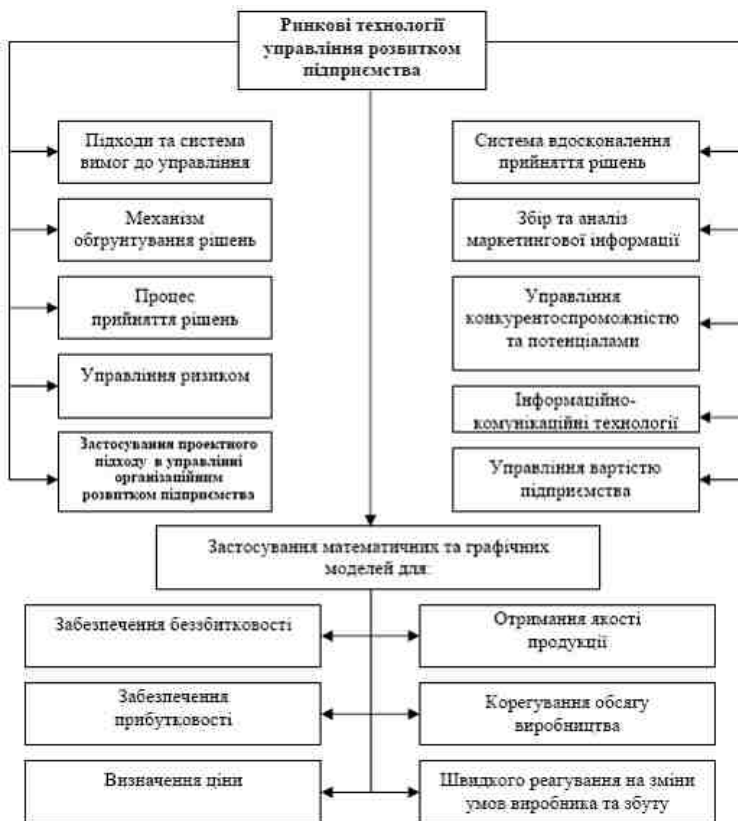 Ринкові технології
управління розвитком
підприємства
Підходи та система
вимог до управління
Механізм
обґрунтування рішень
Процес
прийняття рішень
Управління ризиком
Застосування проектного
підходу в управлінні
організаційним
розвитком підприємства
Система вдосконалення
прийняття рішень
Збір та аналіз
маркетингової інформації
Управління
конкурентоспроможністю
та потенціалами
Інформаційно-
комунікаційні технології
Управління вартістю
підприємства
Застосування математичних та графічних
моделей для:
Забезпечення беззбитковості
Забезпечення
прибутковості
Визначення ціни
Отримання якості
продукції
Корегування обсягу
виробництва
Швидкого реагування на зміни
умов виробника та збуту